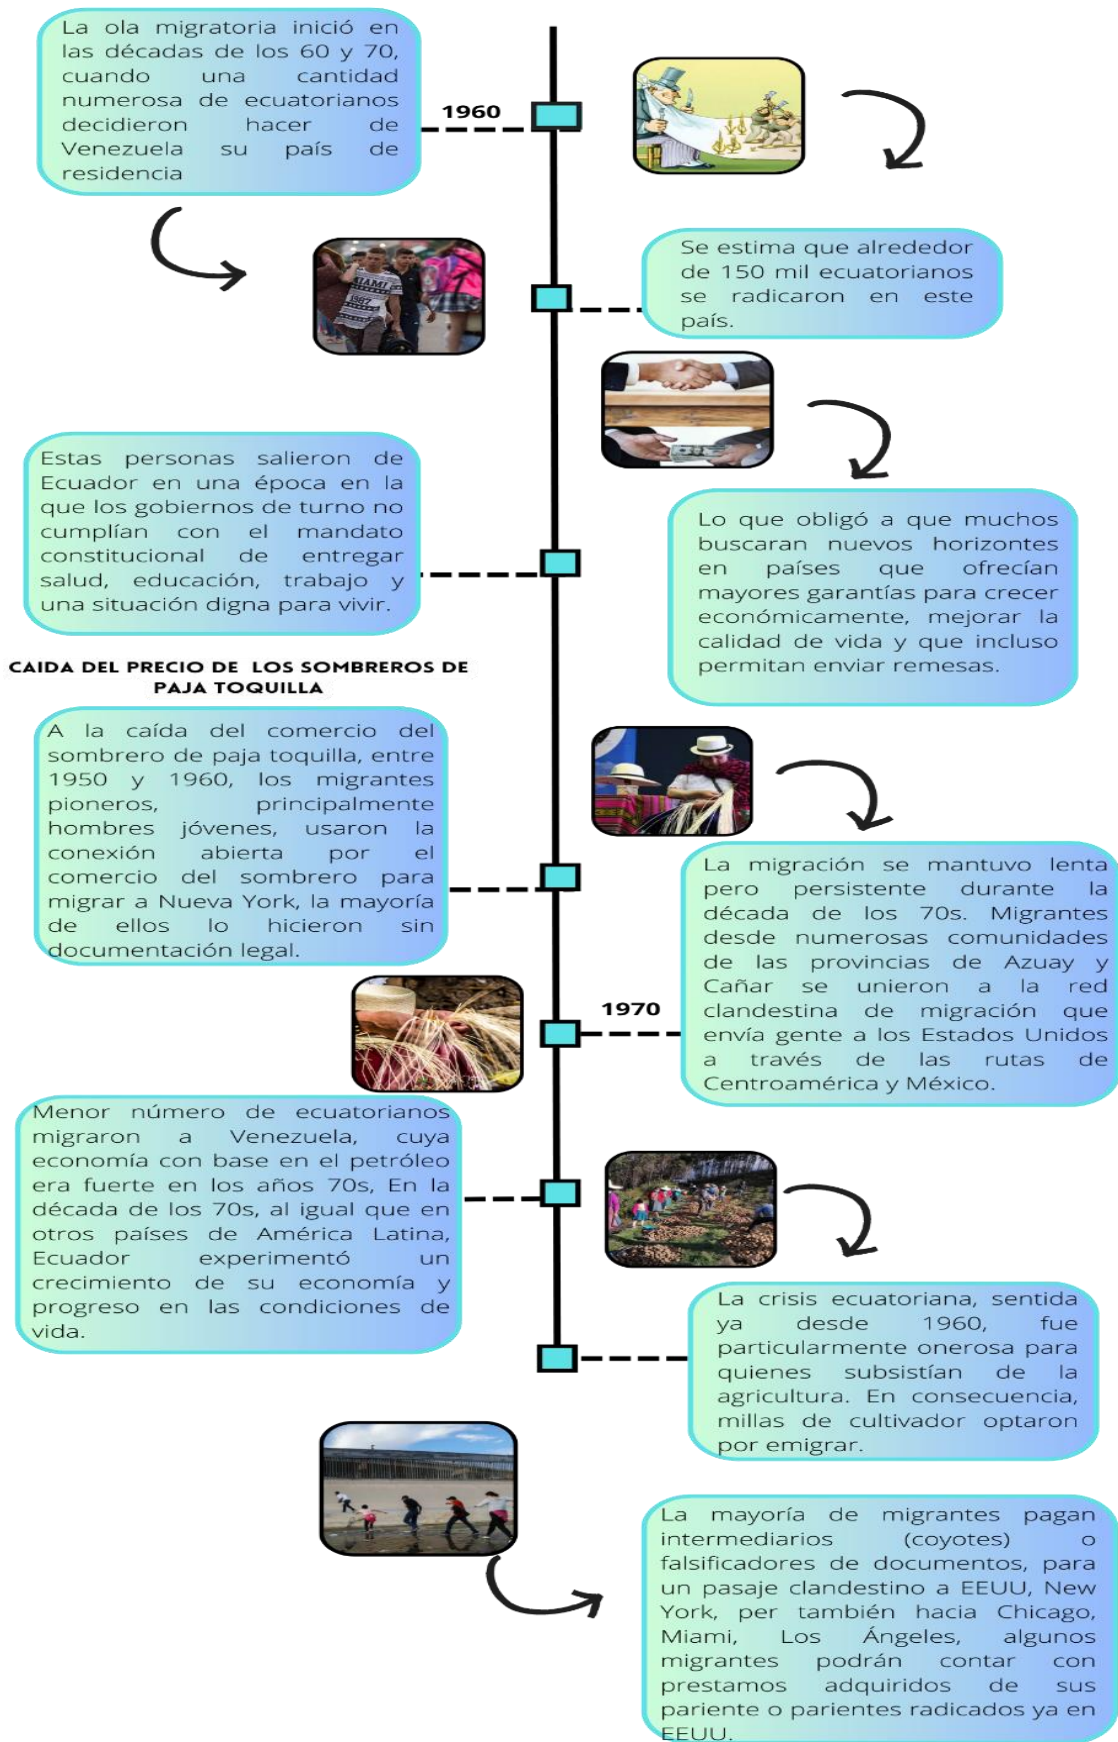 La ola migratoria inició en
las décadas de los 60 y 70,
cuando una cantidad
numerosa de ecuatorianos
decidieron hacer de
Venezuela su país de
residencia
1960
Se estima que alrededor
de 150 mil ecuatorianos
se radicaron en este
país.
Estas personas salieron de
Ecuador en una época en la
que los gobiernos de turno no
cumplían con el mandato
constitucional de entregar
salud, educación, trabajo y
una situación digna para vivir.
Lo que obligó a que muchos
buscaran nuevos horizontes
en países que ofrecían
mayores garantías para crecer
económicamente, mejorar la
calidad de vida y que incluso
permitan enviar remesas.
CAIDA DEL PRECIO DE LOS SOMBREROS DE
PAJA TOQUILLA
A la caída del comercio del
sombrero de paja toquilla, entre
1950 y 1960, los migrantes
pioneros, principalmente
hombres jóvenes, usaron la
conexión abierta por el
comercio del sombrero para
migrar a Nueva York, la mayoría
de ellos lo hicieron sin
documentación legal.
1970
La migración se mantuvo lenta
pero persistente durante la
década de los 70s. Migrantes
desde numerosas comunidades
de las provincias de Azuay y
Cañar se unieron a la red
clandestina de migración que
envía gente a los Estados Unidos
a través de las rutas de
Centroamérica y México.
Menor número de ecuatorianos
migraron a Venezuela, cuya
economía con base en el petróleo
era fuerte en los años 70s, En la
década de los 70s, al igual que en
otros países de América Latina,
Ecuador experimentó un
crecimiento de su economía y
progreso en las condiciones de
vida.
La crisis ecuatoriana, sentida
ya desde 1960, fue
particularmente onerosa para
quienes subsistían de la
agricultura. En consecuencia,
millas de cultivador optaron
por emigrar.
La mayoría de migrantes pagan
intermediarios (coyotes) o
falsificadores de documentos, para
un pasaje clandestino a EEUU, New
York, per también hacia Chicago,
Miami, Los Ángeles, algunos
migrantes podrán contar con
prestamos adquiridos de sus
pariente o parientes radicados ya en
EEUU.
MIAMI
1987